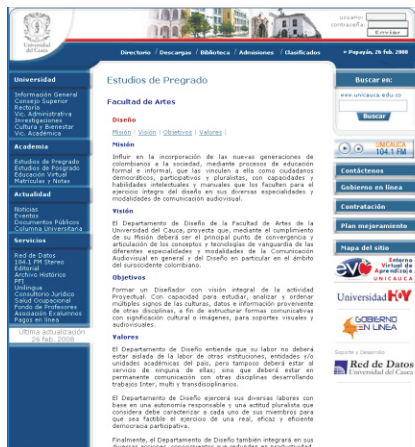 Universidad
del Cauca
usuario:
contraseña:
Enviar
Directorio / Descargas / Biblioteca / Admisiones / Clasificados
Popayán, 26 feb. 2008
Universidad
Información General
Consejo Superior
Rectoría
Vic. Administrativa
Investigaciones
Cultura y Bienestar
Vic. Académica
Academia
Estudios de Pregrado
Estudios de Posgrado
Educación Virtual
Matrículas y Notas
Actualidad
Noticias
Eventos
Documentos Públicos
Columna Universitaria
Servicios
Red de Datos
104.1 FM Stereo
Editorial
Archivo Histórico
PFI
Unilingua
Consultorio Jurídico
Salud Ocupacional
Fondo de Profesores
Asociación Exalumnos
Pagos en línea
Última actualización
26 feb. 2008
Estudios de Pregrado
Facultad de Artes
Diseño
Misión | Visión | Objetivos | Valores |
Misión
Influir en la incorporación de las nuevas generaciones de
colombianos a la sociedad, mediante procesos de educación
formal e informal, que las vinculen a ella como ciudadanos
democráticos, participativos y pluralistas, con capacidades y
habilidades intelectuales y manuales que los faculten para el
ejercicio íntegro del diseño en sus diversas especialidades y
modalidades de comunicación audiovisual.
Visión
El Departamento de Diseño de la Facultad de Artes de la
Universidad del Cauca, proyecta que, mediante el cumplimiento
de su Misión deberá ser el principal punto de convergencia y
articulación de los conceptos y tecnologías de vanguardia de las
diferentes especialidades y modalidades de la Comunicación
Audiovisual en general y del Diseño en particular en el ámbito
del suroccidente colombiano.
Objetivos
Formar un Diseñador con visión integral de la actividad
Proyectual. Con capacidad para estudiar, analizar y ordenar
múltiples signos de las culturas, datos e información proveniente
de otras disciplinas, a fin de estructurar formas comunicativas
con significación cultural o imágenes, para soportes visuales y
audiovisuales.
Valores
El Departamento de Diseño entiende que su labor no deberá
estar aislada de la labor de otras instituciones, entidades y/o
unidades académicas del país, pero tampoco deberá estar al
servicio de ninguna de ellas; sino que deberá estar en
permanente comunicación con otras disciplinas desarrollando
trabajos Inter, multi y transdisciplinarios.
El Departamento de Diseño ejercerá sus diversas labores con
base en una autonomía responsable y una actitud pluralista que
considera debe caracterizar a cada uno de sus miembros para
que sea factible el ejercicio de una real, eficaz y eficiente
democracia participativa.
Finalmente, el Departamento de Diseño también integrará en sus
Buscar en:
www.unicauca.edu.co
Buscar
UNICAUCA
104.1 FM
Contáctenos
Gobierno en línea
Contratación
Plan mejoramiento
Mapa del sitio
eva Entorno
Virtual de
Aprendizaje
UNICAUCA
Universidad HOY
GOBIERNO
EN LÍNEA
Soporte y Desarrollo
Red de Datos
Universidad del Cauca